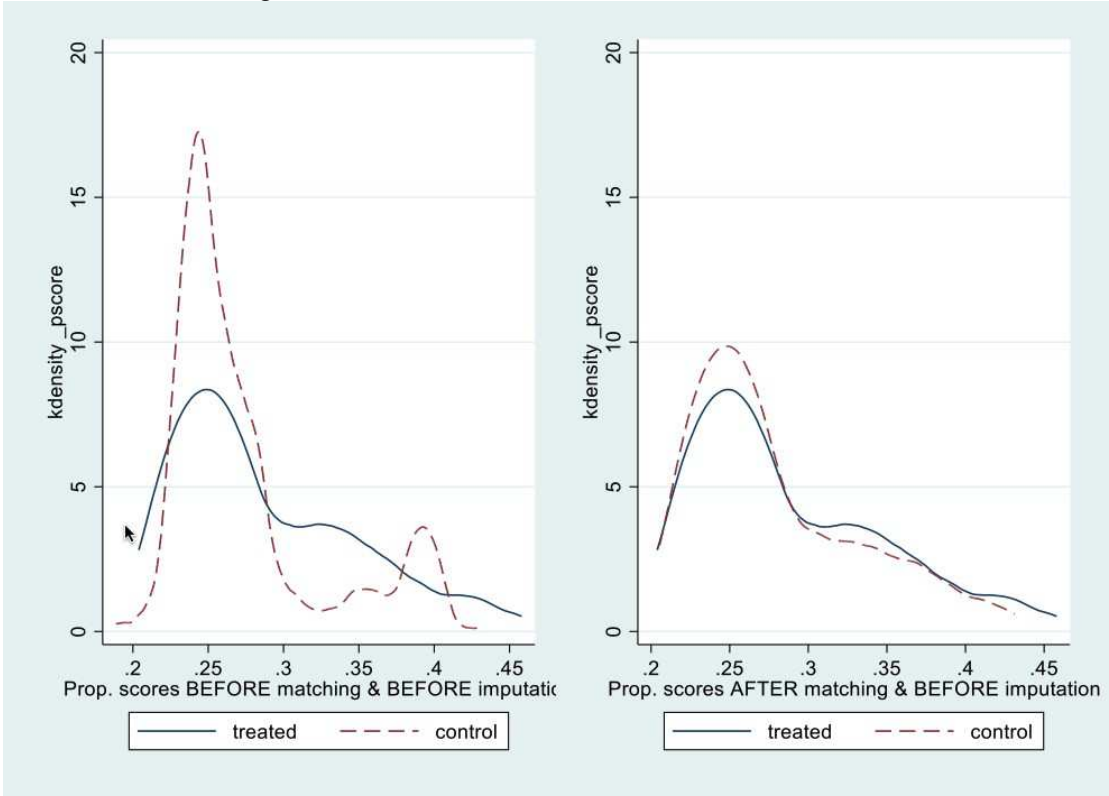 20
15
10
5
0
kdensity _pscore
.2 .25 .3 .35 .4 .45
Prop. scores BEFORE matching & BEFORE imputatic
treated control
20
15
10
5
0
kdensity _pscore
.2 .25 .3 .35 .4 .45
Prop. scores AFTER matching & BEFORE imputation
treated control